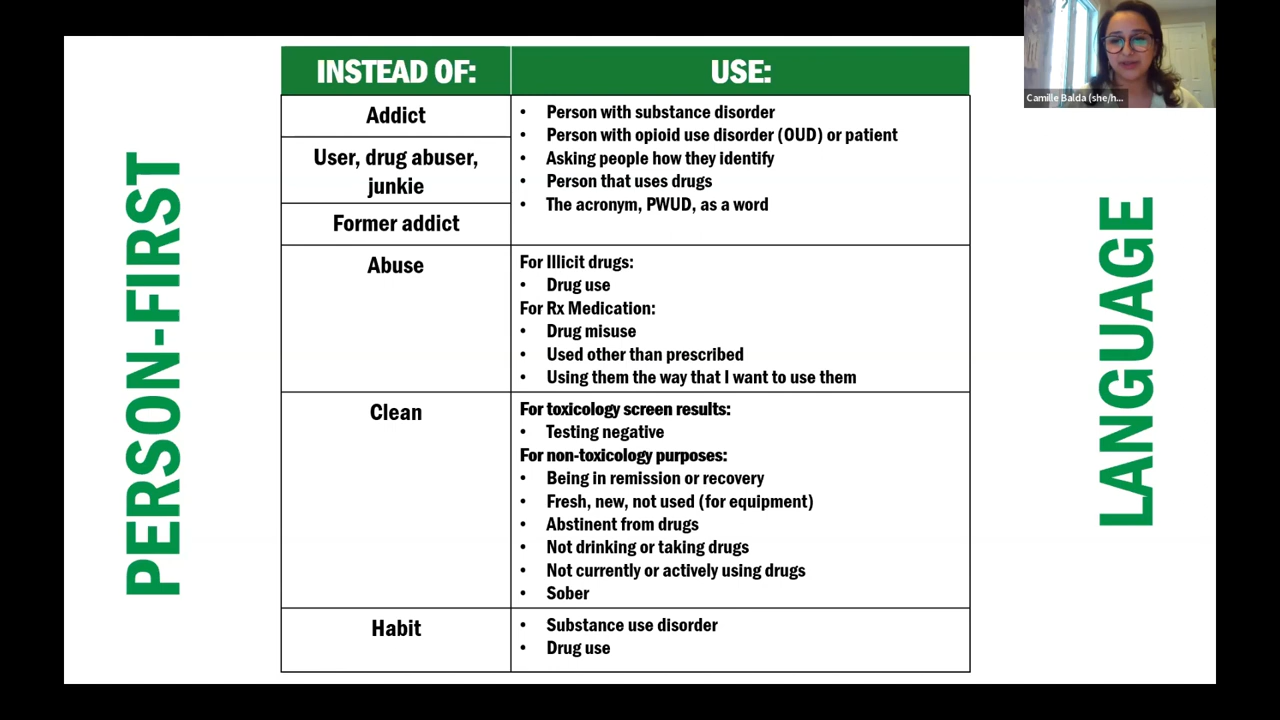 PERSON-FIRST
LANGUAGE
INSTEAD OF:
USE:
Addict
User, drug abuser,
junkie
Former addict
• Person with substance disorder
• Person with opioid use disorder (OUD) or patient
• Asking people how they identify
• Person that uses drugs
• The acronym, PWUD, as a word
Abuse
For Illicit drugs:
• Drug use
For Rx Medication:
• Drug misuse
• Used other than prescribed
• Using them the way that I want to use them
Clean
For toxicology screen results:
• Testing negative
For non-toxicology purposes:
• Being in remission or recovery
• Fresh, new, not used (for equipment)
• Abstinent from drugs
• Not drinking or taking drugs
• Not currently or actively using drugs
• Sober
Habit
• Substance use disorder
• Drug use
Camille Balda (she/h...